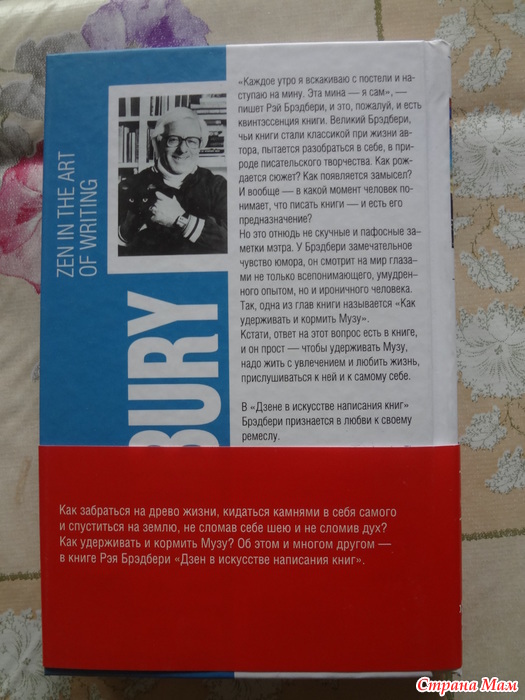 ZEN IN THE ART
OF WRITING
BURY
«Каждое утро я вскакиваю с постели и на-
ступаю на мину. Эта мина — я сам», —
пишет Рэй Брэдбери, и это, пожалуй, и есть
квинтэссенция книги. Великий Брэдбери,
чьи книги стали классикой при жизни ав-
тора, пытается разобраться в себе, в при-
роде писательского творчества. Как рож-
дается сюжет? Как появляется замысел?
И вообще — в какой момент человек по-
нимает, что писать книги — и есть его
предназначение?
Но это отнюдь не скучные и пафосные за-
метки мэтра. У Брэдбери замечательное
чувство юмора, он смотрит на мир глаза-
ми не только всепонимающего, умудрен-
ного опытом, но и ироничного человека.
Так, одна из глав книги называется «Как
удерживать и кормить Музу».
Кстати, ответ на этот вопрос есть в книге,
и он прост — чтобы удерживать Музу,
надо жить с увлечением и любить жизнь,
прислушиваться к ней и к самому себе.
В «Дзене в искусстве написания книг»
Брэдбери признается в любви к своему
ремеслу.
Как забраться на древо жизни, кидаться камнями в себя самого
и спуститься на землю, не сломав себе шею и не сломив дух?
Как удерживать и кормить Музу? Об этом и многом другом —
в книге Рэя Брэдбери «Дзен в искусстве написания книг».
Страна Мам